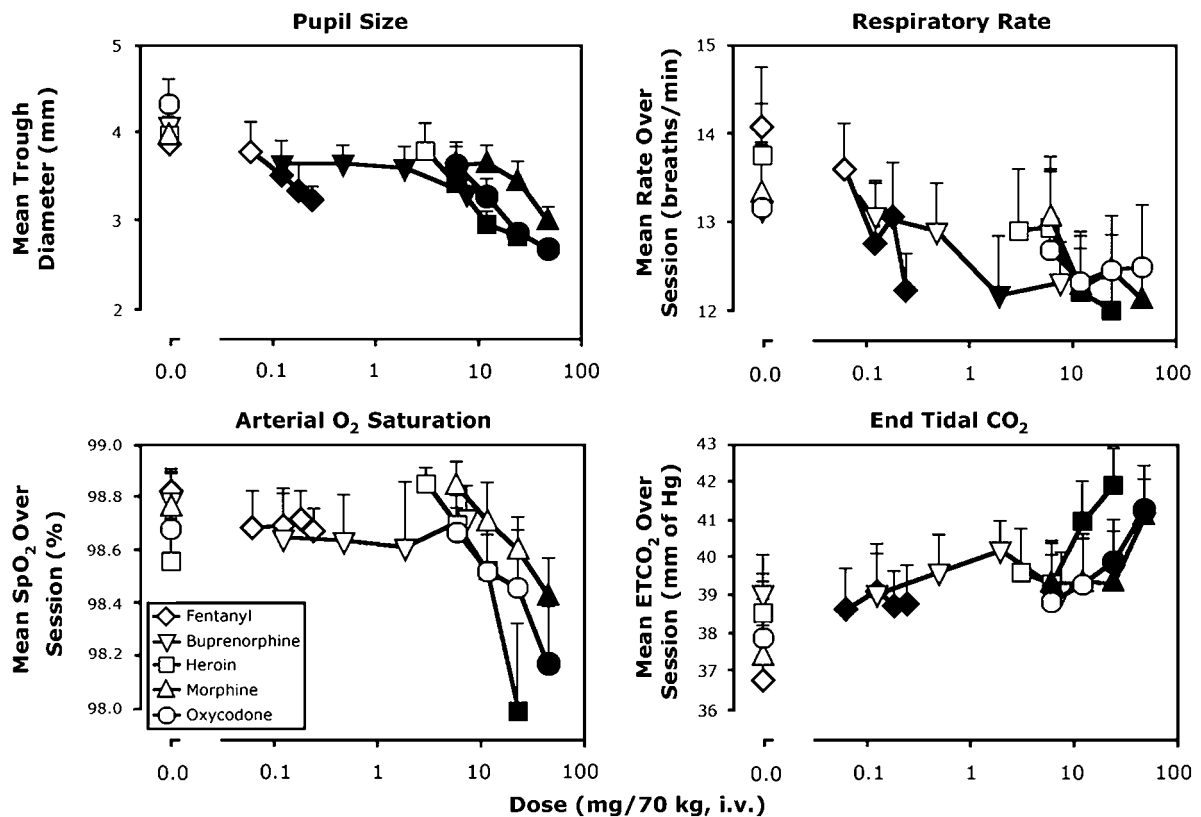 Pupil Size
Mean Trough
Diameter (mm)
5
4
3
2
0.0
0.1
1
10
100
Respiratory Rate
Mean Rate Over
Session (breaths/min)
15
14
13
12
0.0
0.1
1
10
100
Arterial O2 Saturation
Mean SpO2 Over
Session (%)
99.0
98.8
98.6
98.4
98.2
98.0
Fentanyl
Buprenorphine
Heroin
Morphine
Oxycodone
0.0
0.1
1
10
100
End Tidal CO2
Mean ETCO2 Over
Session (mm of Hg)
43
42
41
40
39
38
37
36
0.0
0.1
1
10
100
Dose (mg/70 kg, i.v.)